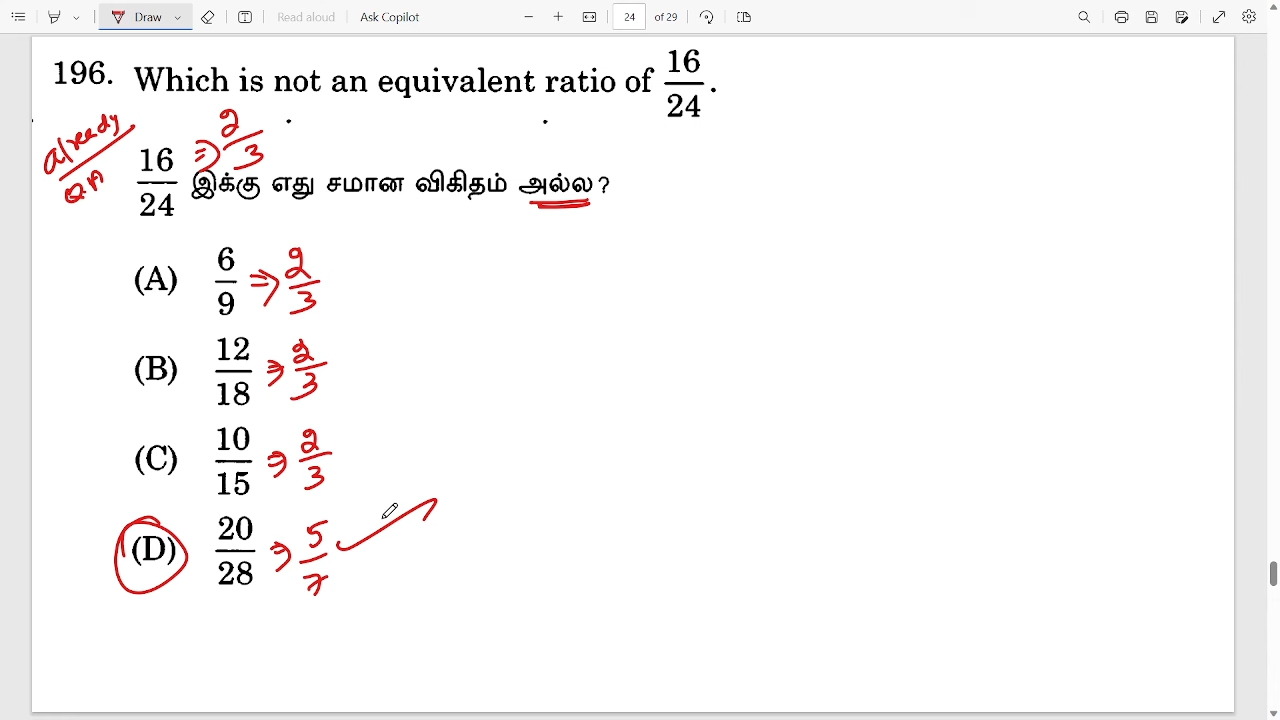 Draw
Read aloud
Ask Copilot
24 of 29
196. Which is not an equivalent ratio of 16/24.
Already
Q.A
16/24 ⇒ 2/3
இக்கு எது சமான விகிதம் அல்ல?
(A) 6/9 ⇒ 2/3
(B) 12/18 ⇒ 2/3
(C) 10/15 ⇒ 2/3
(D) 20/28 ⇒ 5/7